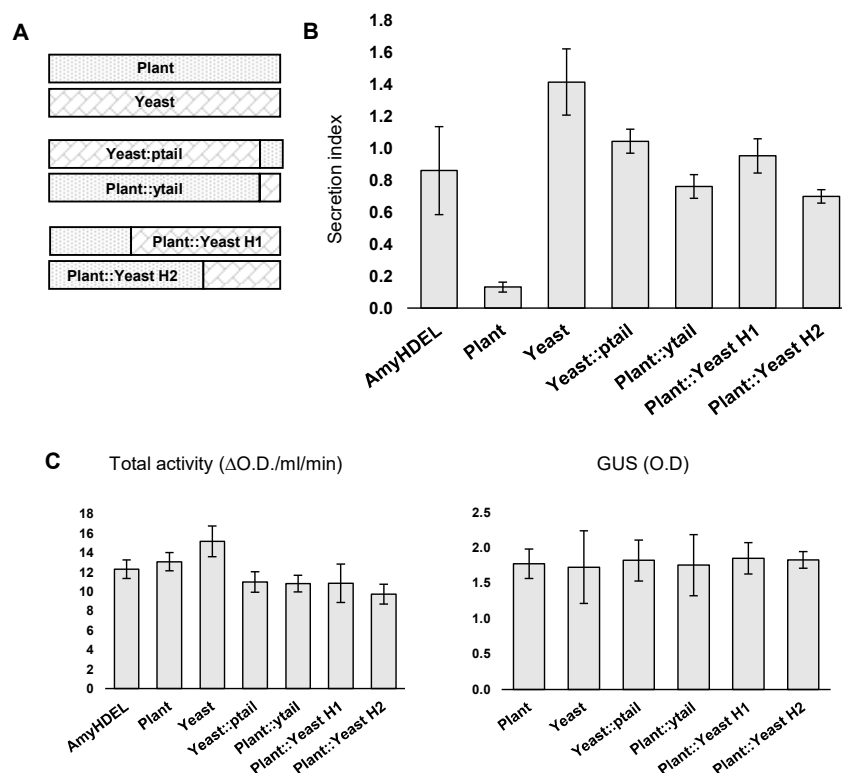 A
Plant
Yeast
Yeast:ptail
Plant::ytail
Plant::Yeast H1
Plant::Yeast H2
B
Secretion index
1.8
1.6
1.4
1.2
1.0
0.8
0.6
0.4
0.2
0.0
AmyHDEL
Plant
Yeast
Yeast::ptail
Plant::ytail
Plant::Yeast H1
Plant::Yeast H2
C
Total activity (ΔO.D./ml/min)
18
16
14
12
10
8
6
4
2
0
AmyHDEL
Plant
Yeast
Yeast::ptail
Plant::ytail
Plant::Yeast H1
Plant::Yeast H2
GUS (O.D)
2.5
2.0
1.5
1.0
0.5
0.0
Plant
Yeast
Yeast::ptail
Plant::ytail
Plant::Yeast H1
Plant::Yeast H2